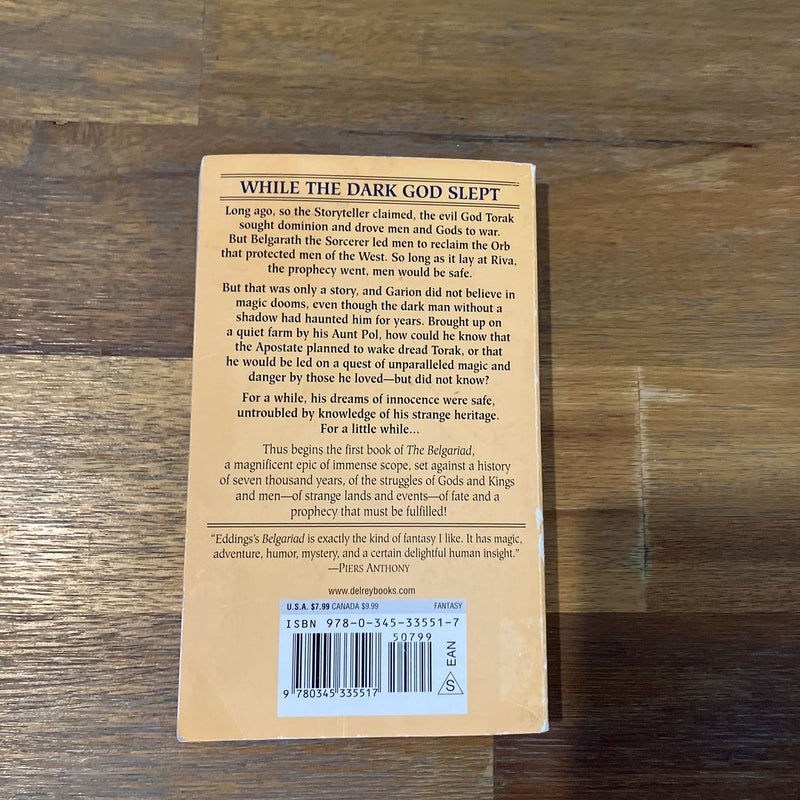 WHILE THE DARK GOD SLEPT
Long ago, so the Storyteller claimed, the evil God Torak
sought dominion and drove men and Gods to war.
But Belgarath the Sorcerer led men to reclaim the Orb
that protected men of the West. So long as it lay at Riva,
the prophecy went, men would be safe.
But that was only a story, and Garion did not believe in
magic dooms, even though the dark man without a
shadow had haunted him for years. Brought up on
a quiet farm by his Aunt Pol, how could he know that
the Apostate planned to wake dread Torak, or that
he would be led on a quest of unparalleled magic and
danger by those he loved—but did not know?
For a while, his dreams of innocence were safe,
untroubled by knowledge of his strange heritage.
For a little while...
Thus begins the first book of The Belgariad,
a magnificent epic of immense scope, set against a history
of seven thousand years, of the struggles of Gods and Kings
and men—of strange lands and events—of fate and a
prophecy that must be fulfilled!
“Eddings's Belgariad is exactly the kind of fantasy I like. It has magic,
adventure, humor, mystery, and a certain delightful human insight.”
—PIERS ANTHONY
www.delreybooks.com
U.S.A. $7.99 CANADA $9.99 FANTASY
ISBN 978-0-345-33551-7
50799
9 780345 335517
S EAN